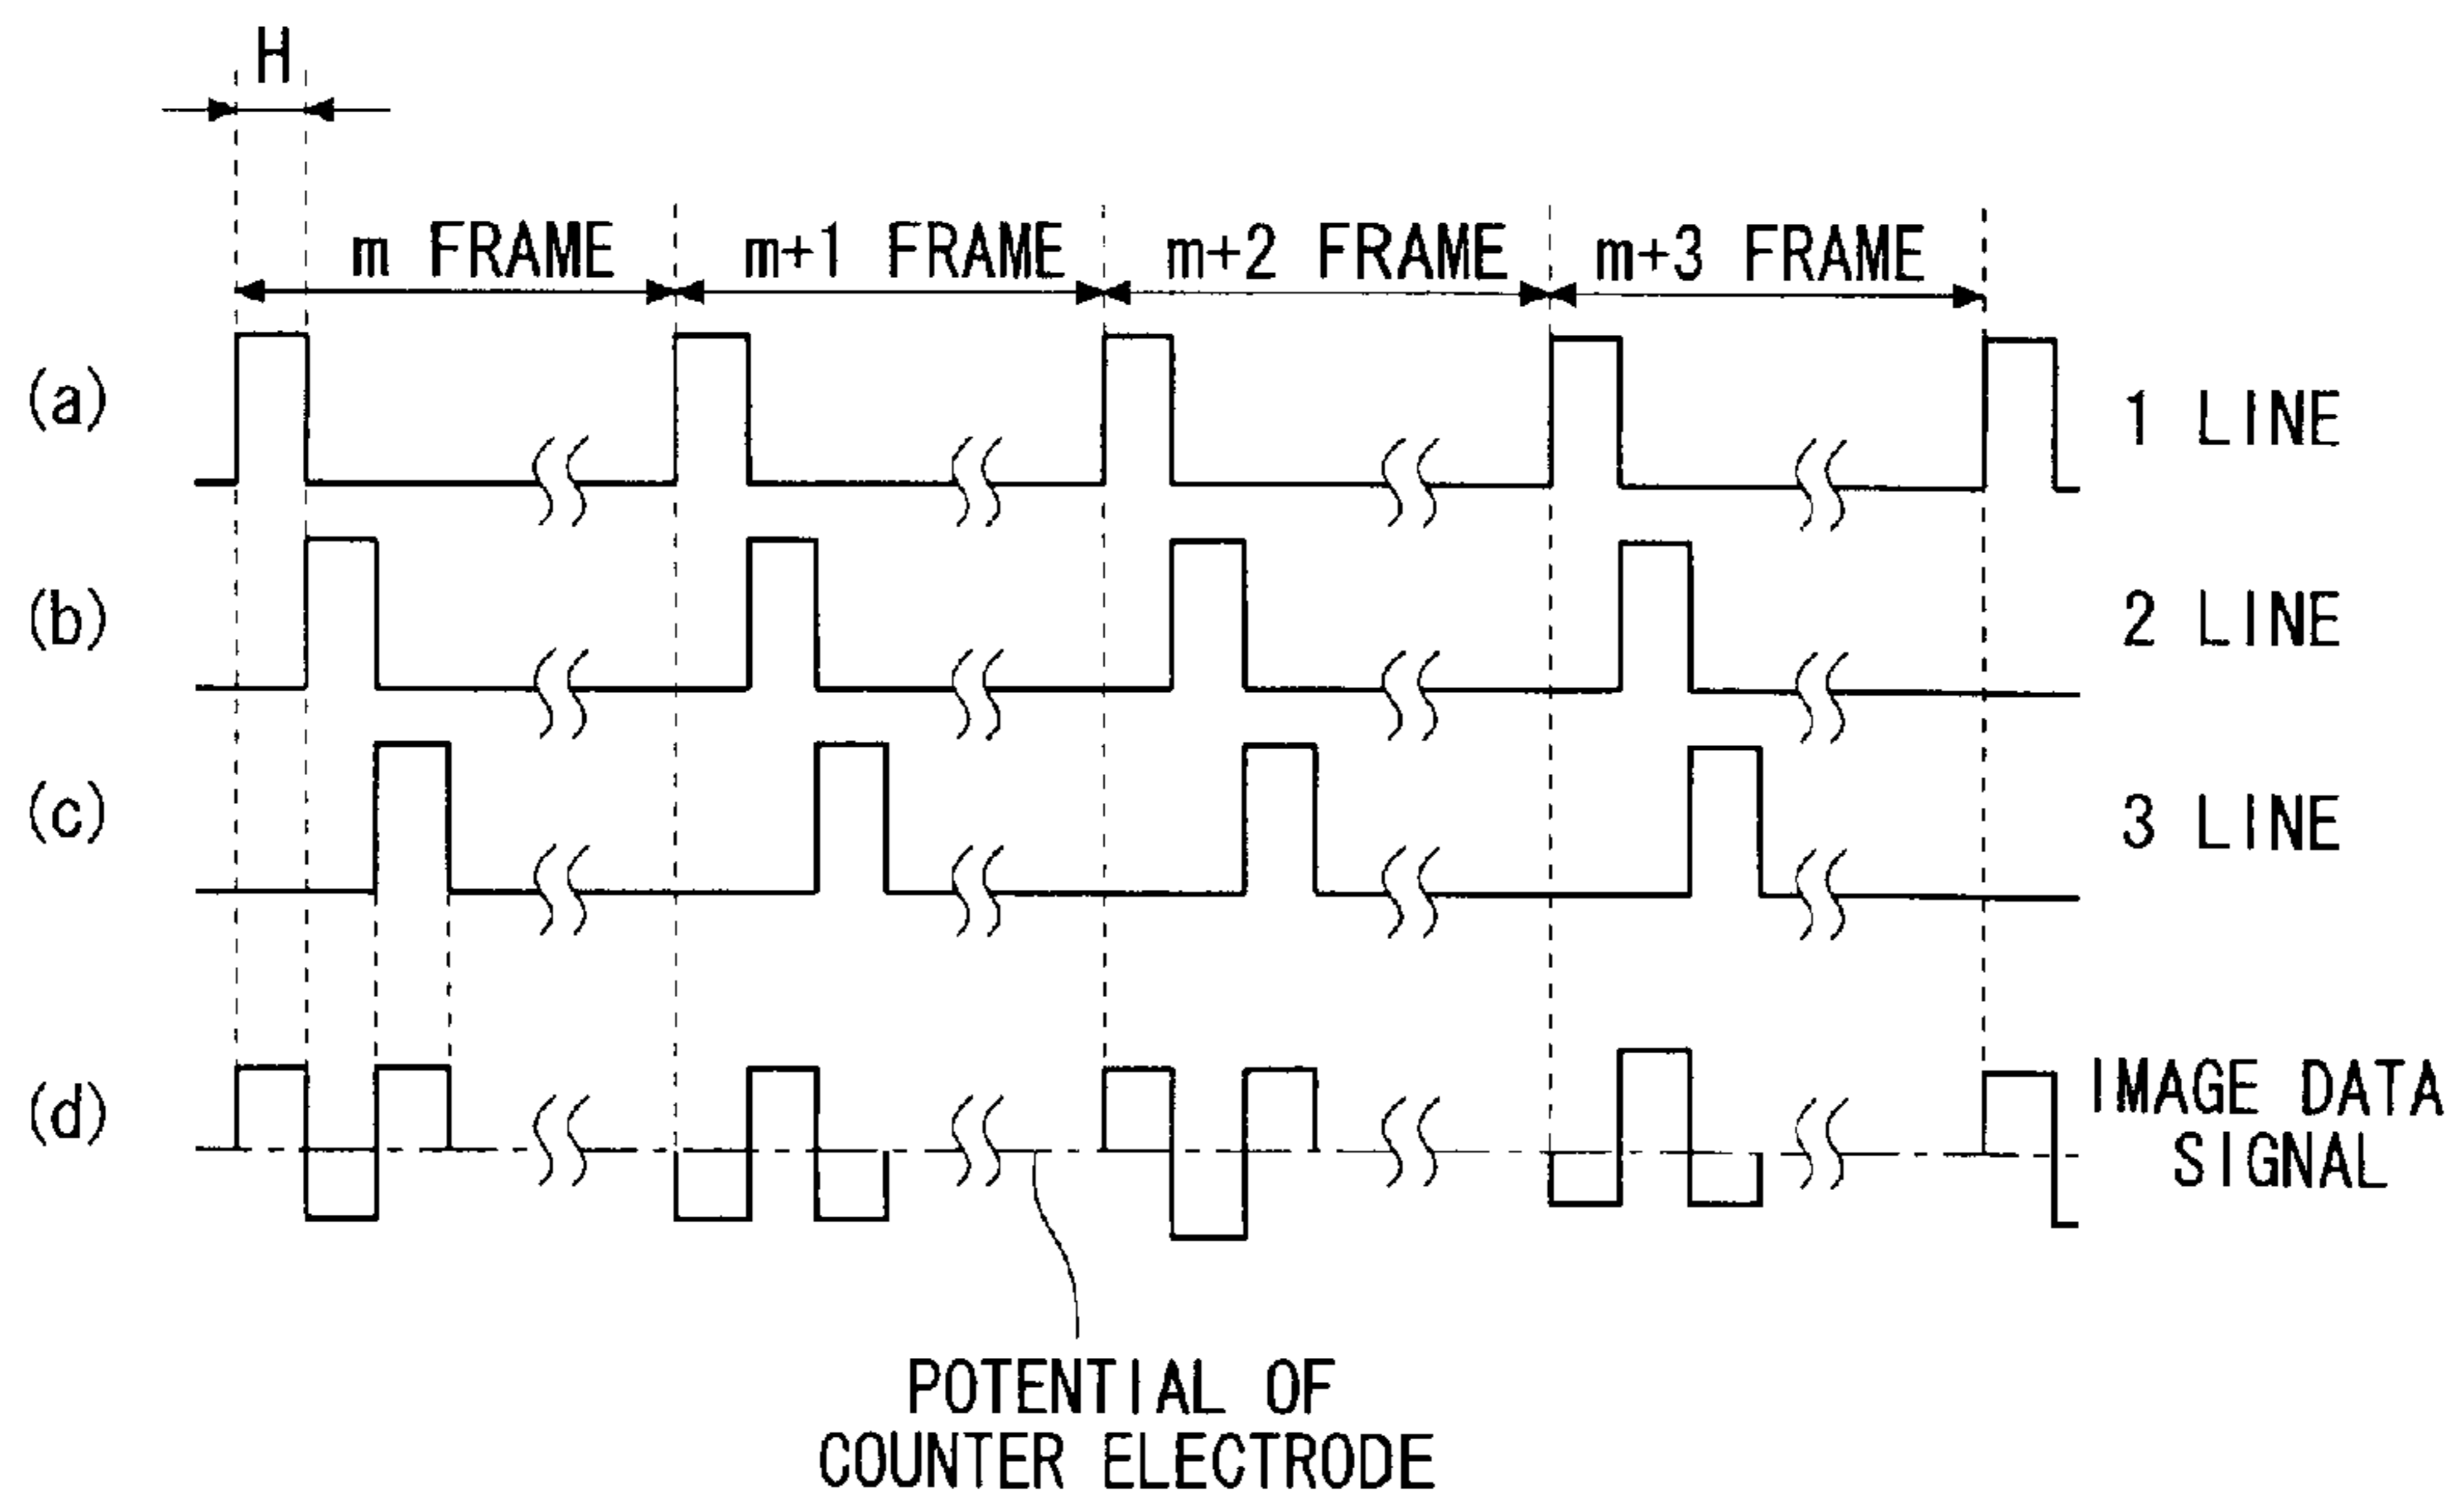 H
m FRAME
m+1 FRAME
m+2 FRAME
m+3 FRAME
(a)
1 LINE
(b)
2 LINE
(c)
3 LINE
(d)
IMAGE DATA
SIGNAL
POTENTIAL OF
COUNTER ELECTRODE